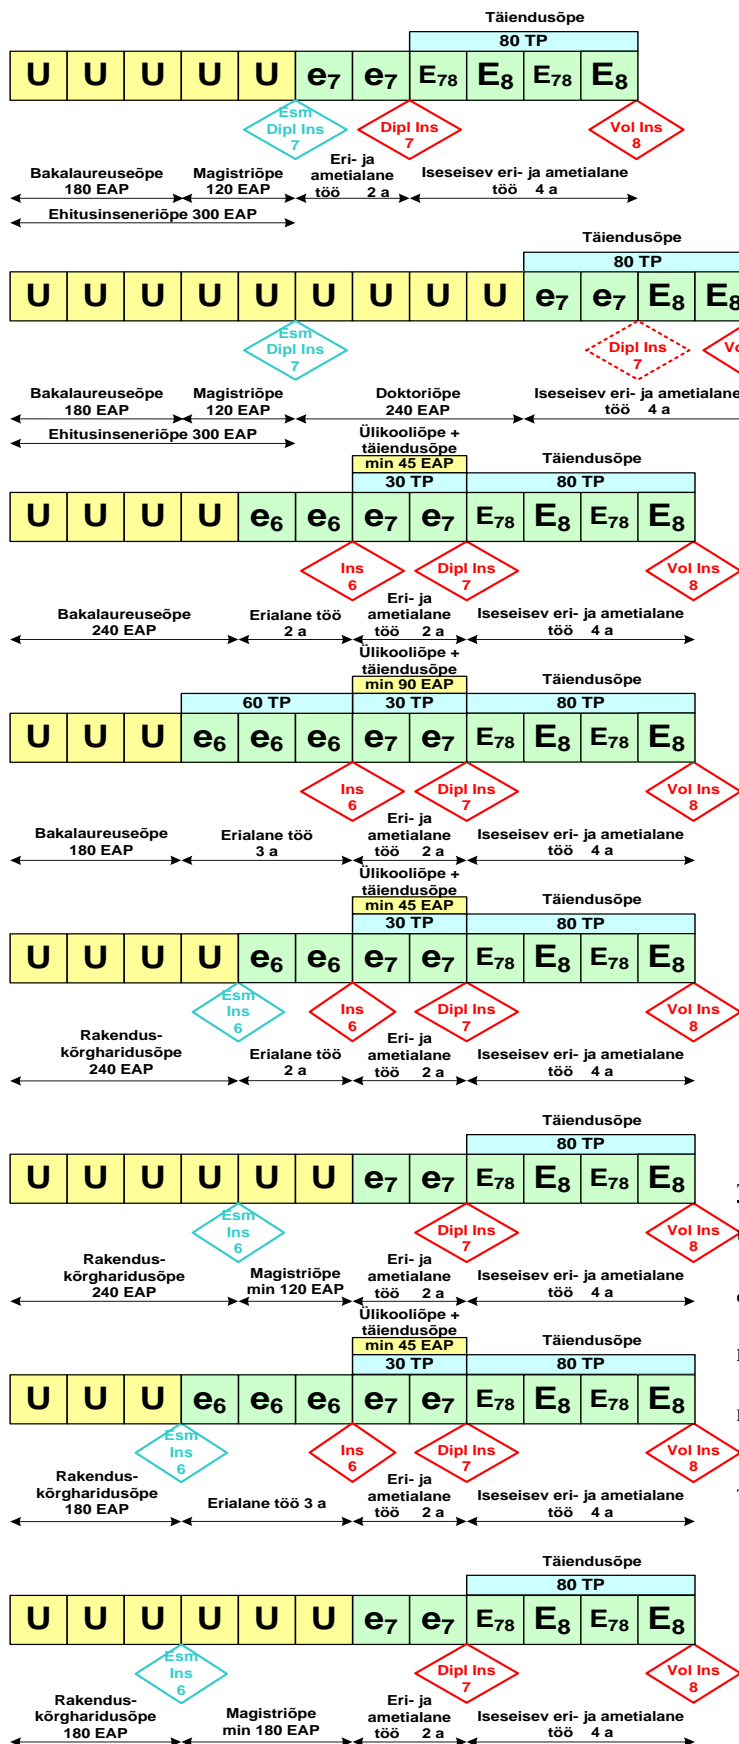 Täiendusõpe
80 TP
U U U U U e7 e7 E78 E8 E78 E8
Esm
Dipl Ins
7
Dipl Ins
7
Vol Ins
8
Bakalaureuseõpe
180 EAP
Magistriõpe
120 EAP
Eri- ja
ametialane
töö 2 a
Iseseisev eri- ja ametialane
töö 4 a
Ehitusinseneriõpe 300 EAP
Täiendusõpe
80 TP
U U U U U U U U U e7 e7 E8 E8
Esm
Dipl Ins
7
Dipl Ins
7
Bakalaureuseõpe
180 EAP
Magistriõpe
120 EAP
Doktoriõpe
240 EAP
Iseseisev eri- ja ametialane
töö 4 a
Ehitusinseneriõpe 300 EAP
Ülikooliõpe +
täiendusõpe
min 45 EAP
30 TP
Täiendusõpe
80 TP
U U U U e6 e6 e7 e7 E78 E8 E78 E8
Ins
6
Dipl Ins
7
Vol Ins
8
Bakalaureuseõpe
240 EAP
Erialane töö
2 a
Eri- ja
ametialane
töö 2 a
Iseseisev eri- ja ametialane
töö 4 a
Ülikooliõpe +
täiendusõpe
min 90 EAP
60 TP
30 TP
Täiendusõpe
80 TP
U U U e6 e6 e6 e7 e7 E78 E8 E78 E8
Ins
6
Dipl Ins
7
Vol Ins
8
Bakalaureuseõpe
180 EAP
Erialane töö
3 a
Eri- ja
ametialane
töö 2 a
Iseseisev eri- ja ametialane
töö 4 a
Ülikooliõpe +
täiendusõpe
min 45 EAP
30 TP
Täiendusõpe
80 TP
U U U U e6 e6 e7 e7 E78 E8 E78 E8
Esm
Ins
6
Ins
6
Dipl Ins
7
Vol Ins
8
Rakendus-
kõrgharidusõpe
240 EAP
Erialane töö
2 a
Eri- ja
ametialane
töö 2 a
Iseseisev eri- ja ametialane
töö 4 a
Täiendusõpe
80 TP
U U U U U U e7 e7 E78 E8 E78 E8
Esm
Ins
6
Dipl Ins
7
Vol Ins
8
Rakendus-
kõrgharidusõpe
240 EAP
Magistriõpe
min 120 EAP
Eri- ja
ametialane
töö 2 a
Iseseisev eri- ja ametialane
töö 4 a
Ülikooliõpe +
täiendusõpe
min 45 EAP
30 TP
Täiendusõpe
80 TP
U U U e6 e6 e6 e7 e7 E78 E8 E78 E8
Esm
Ins
6
Ins
6
Dipl Ins
7
Vol Ins
8
Rakendus-
kõrgharidusõpe
180 EAP
Erialane töö 3 a
Eri- ja
ametialane
töö 2 a
Iseseisev eri- ja ametialane
töö 4 a
Täiendusõpe
80 TP
U U U U U U e7 e7 E78 E8 E78 E8
Esm
Ins
6
Dipl Ins
7
Vol Ins
8
Rakendus-
kõrgharidusõpe
180 EAP
Magistriõpe
min 180 EAP
Eri- ja
ametialane
töö 2 a
Iseseisev eri- ja ametialane
töö 4 a